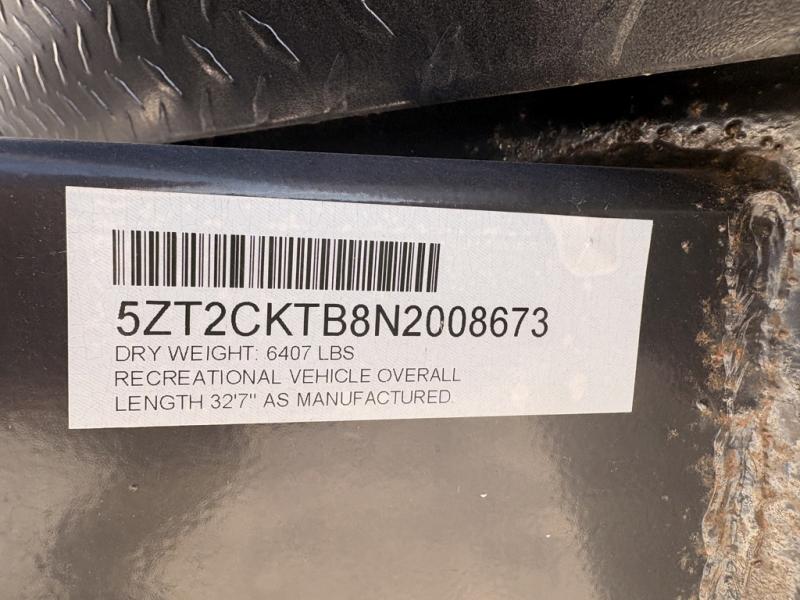 5ZT2CKTB8N2008673
DRY WEIGHT: 6407 LBS
RECREATIONAL VEHICLE OVERALL
LENGTH 32'7" AS MANUFACTURED.